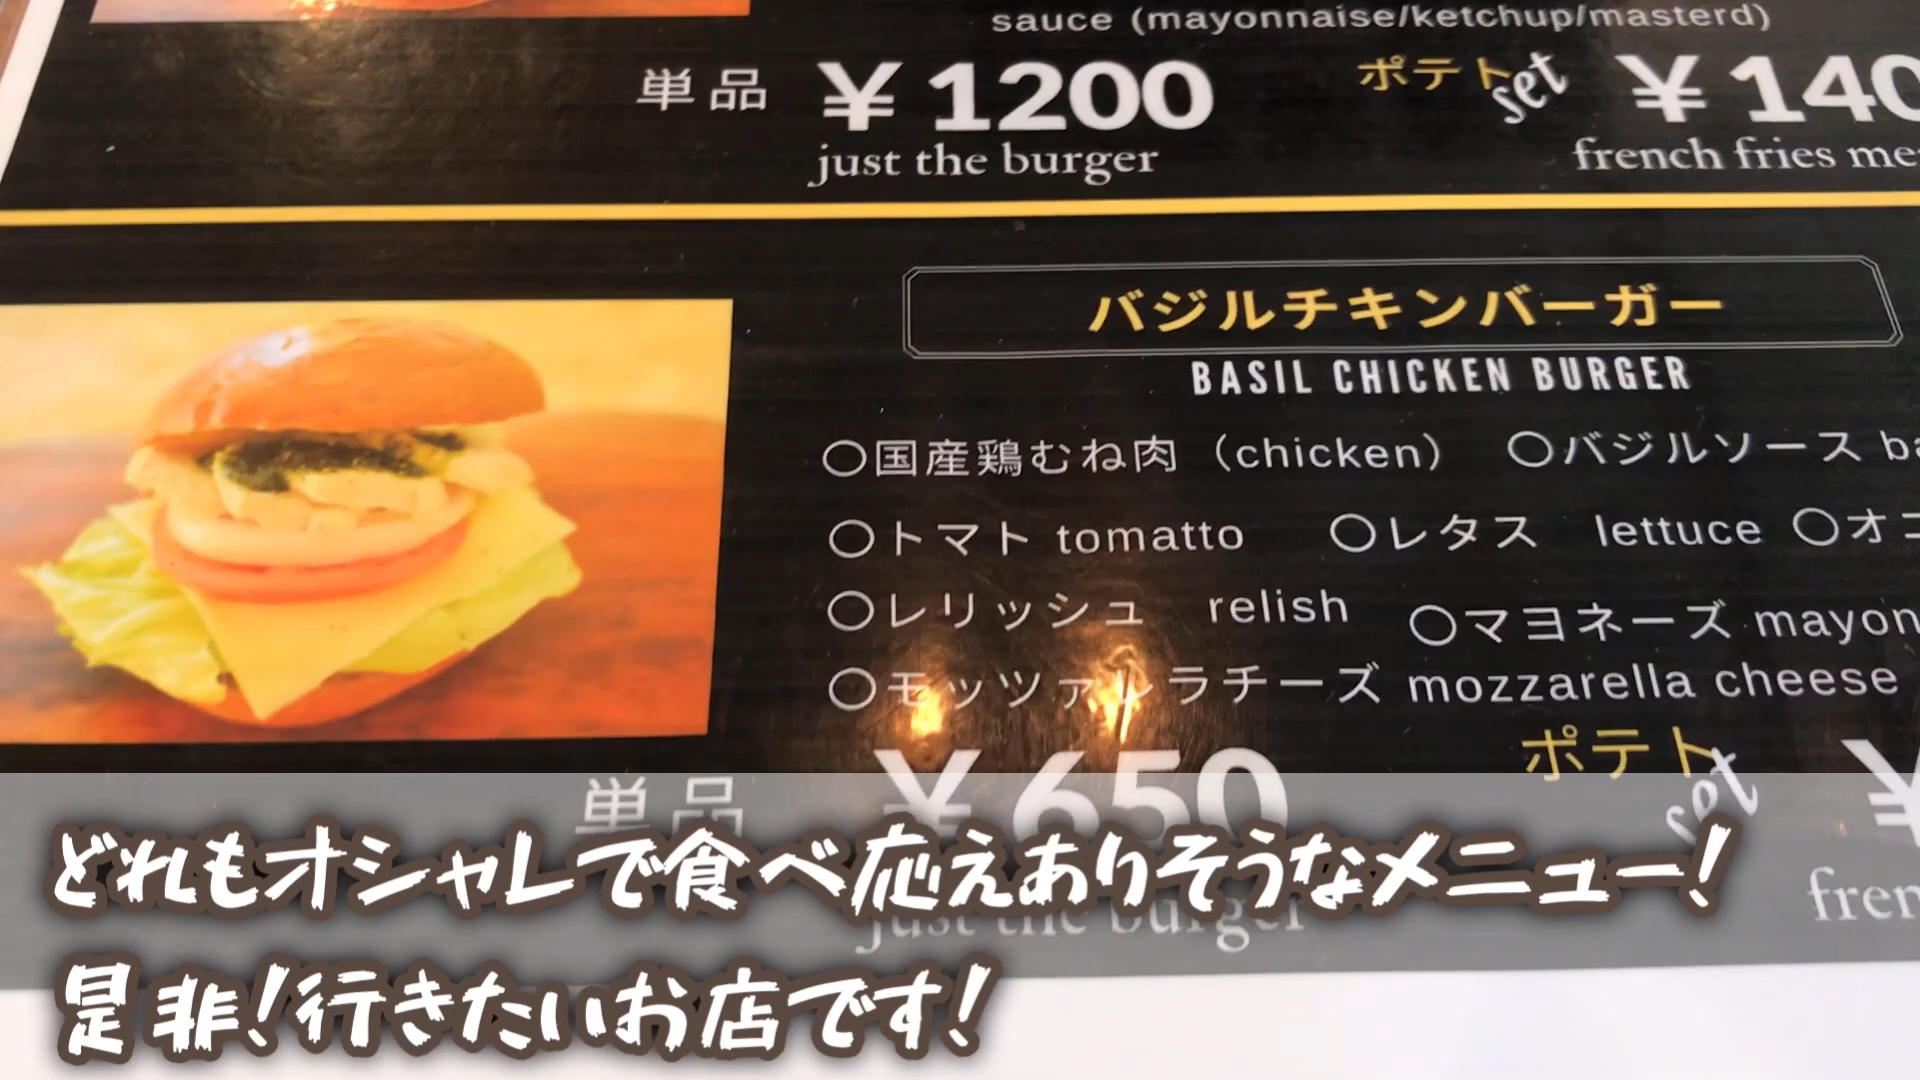 sauce (mayonnaise/ketchup/masterd)
単品 ¥1200 ポテトset ¥140
just the burger french fries me
バジルチキンバーガー
BASIL CHICKEN BURGER
○国産鶏むね肉（chicken） ○バジルソース ba
○トマト tomatto ○レタス lettuce ○オニ
○レリッシュ relish ○マヨネーズ mayon
○モッツァレラチーズ mozzarella cheese
単品 ¥650 ポテトset ¥
just the burger fren
どれもオシャレで食べ応えありそうなメニュー!
是非!行きたいお店です!